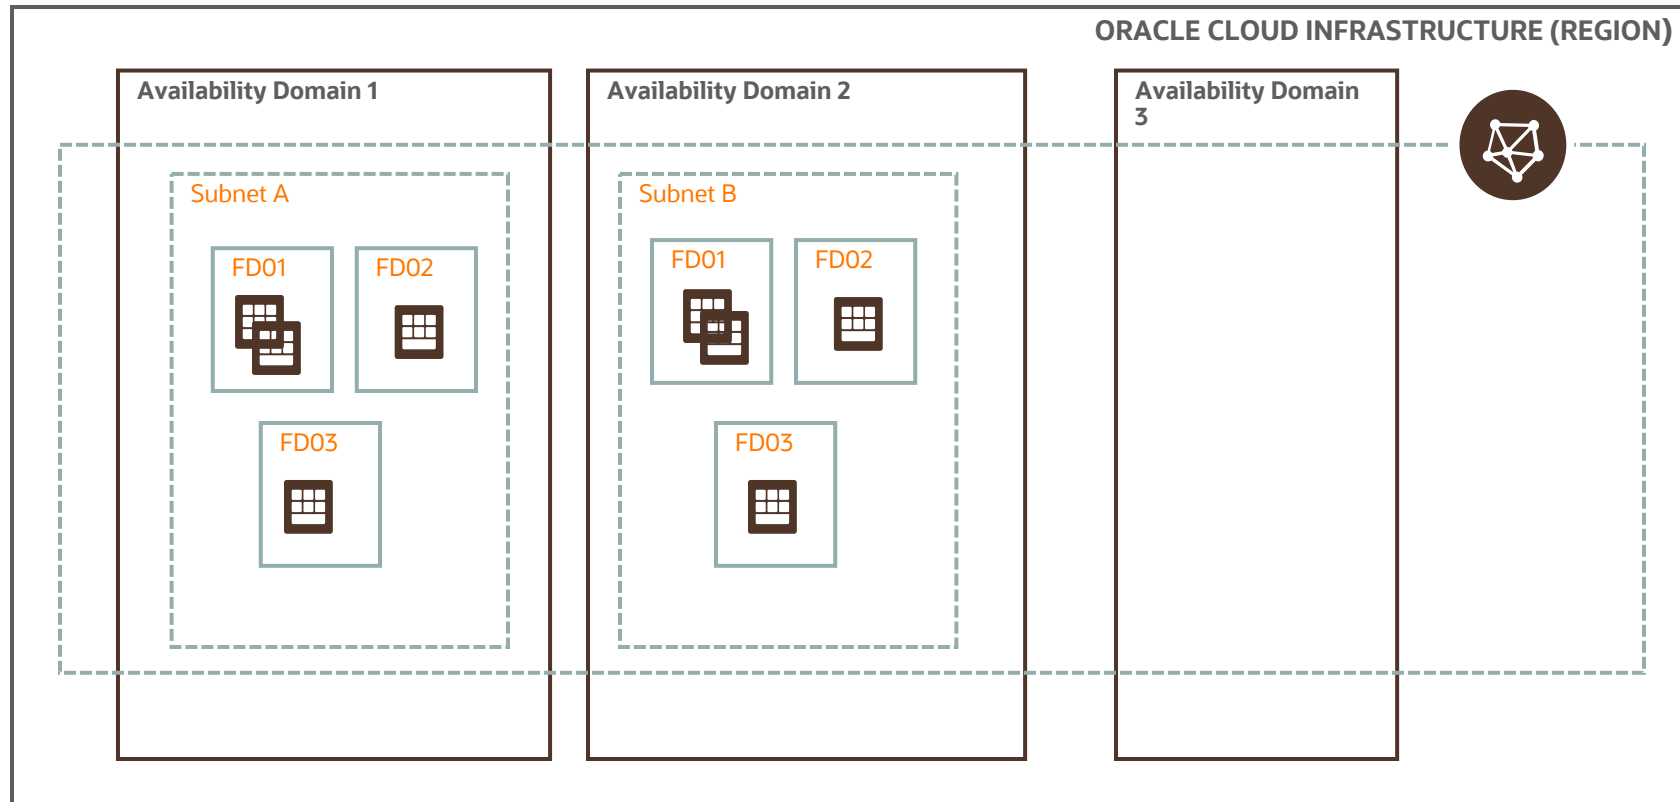 ORACLE CLOUD INFRASTRUCTURE (REGION)
Availability Domain 1
Availability Domain 2
Availability Domain
3
Subnet A
FD01
FD02
FD03
Subnet B
FD01
FD02
FD03